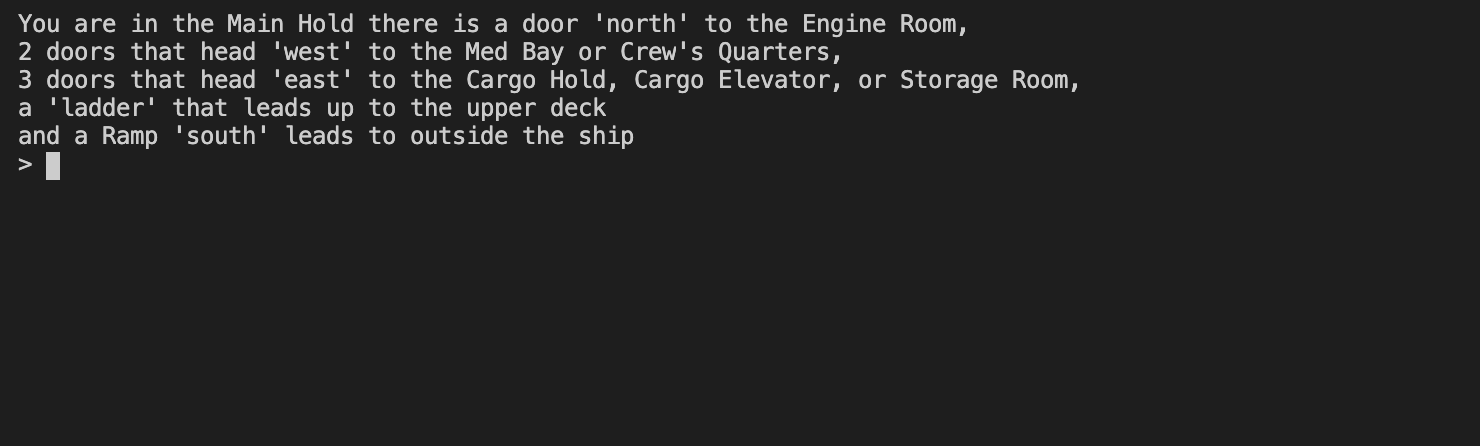 You are in the Main Hold there is a door 'north' to the Engine Room,
2 doors that head 'west' to the Med Bay or Crew's Quarters,
3 doors that head 'east' to the Cargo Hold, Cargo Elevator, or Storage Room,
a 'ladder' that leads up to the upper deck
and a Ramp 'south' leads to outside the ship
>